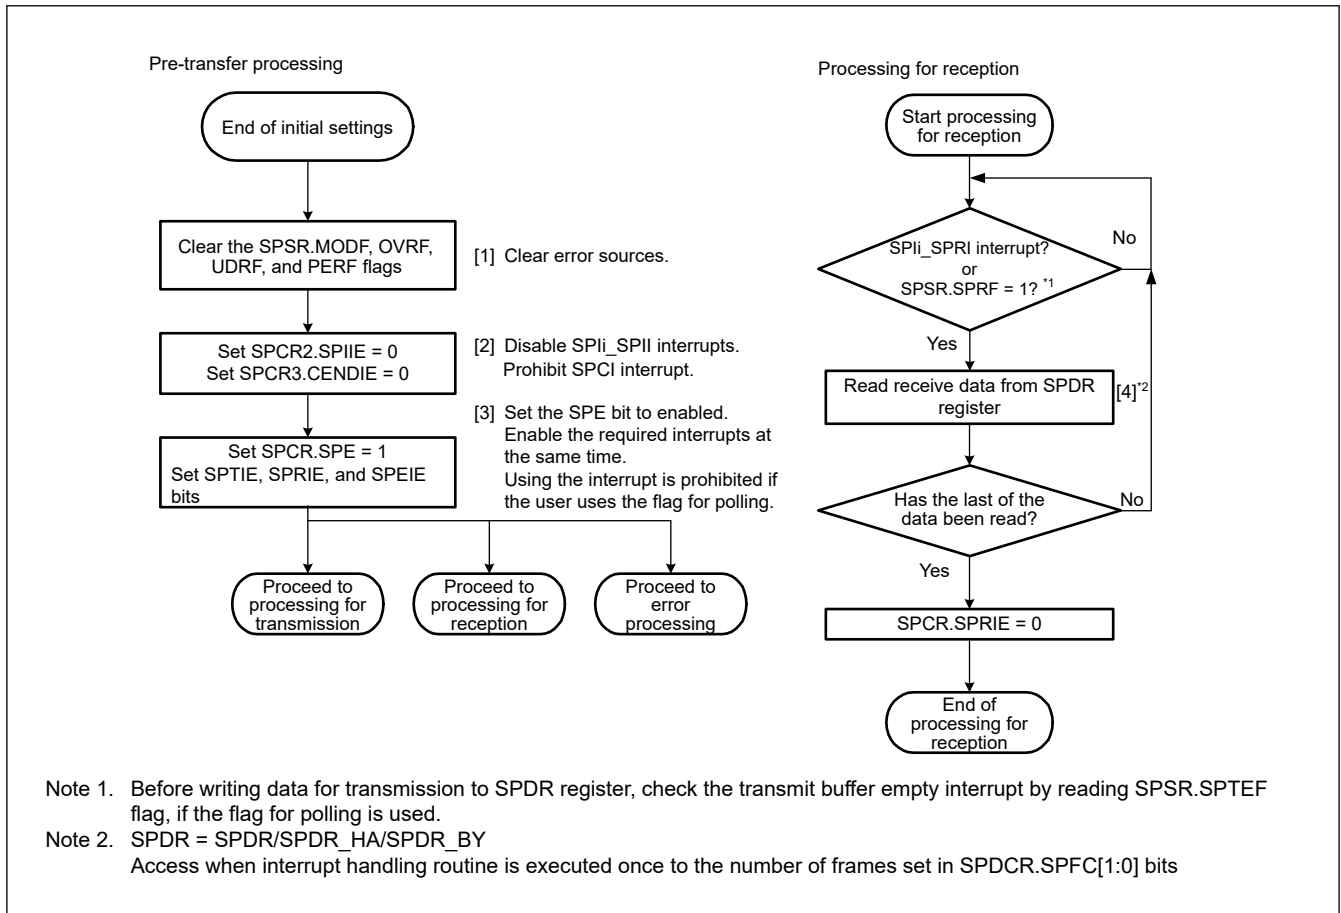 Pre-transfer processing
End of initial settings
Clear the SPSR.MODF, OVRF,
UDRF, and PERF flags
[1] Clear error sources.
Set SPCR2.SPIIE = 0
Set SPCR3.CENDIE = 0
[2] Disable SPIi_SPII interrupts.
Prohibit SPCI interrupt.
Set SPCR.SPE = 1
Set SPTIE, SPRIE, and SPEIE
bits
[3] Set the SPE bit to enabled.
Enable the required interrupts at
the same time.
Using the interrupt is prohibited if
the user uses the flag for polling.
Proceed to
processing for
transmission
Proceed to
processing for
reception
Proceed to
error
processing
Processing for reception
Start processing
for reception
SPIi_SPRI interrupt?
or
SPSR.SPRF = 1? *1
No
Yes
Read receive data from SPDR
register
[4]*2
Has the last of the
data been read?
No
Yes
SPCR.SPRIE = 0
End of
processing for
reception
Note 1. Before writing data for transmission to SPDR register, check the transmit buffer empty interrupt by reading SPSR.SPTEF
flag, if the flag for polling is used.
Note 2. SPDR = SPDR/SPDR_HA/SPDR_BY
Access when interrupt handling routine is executed once to the number of frames set in SPDCR.SPFC[1:0] bits